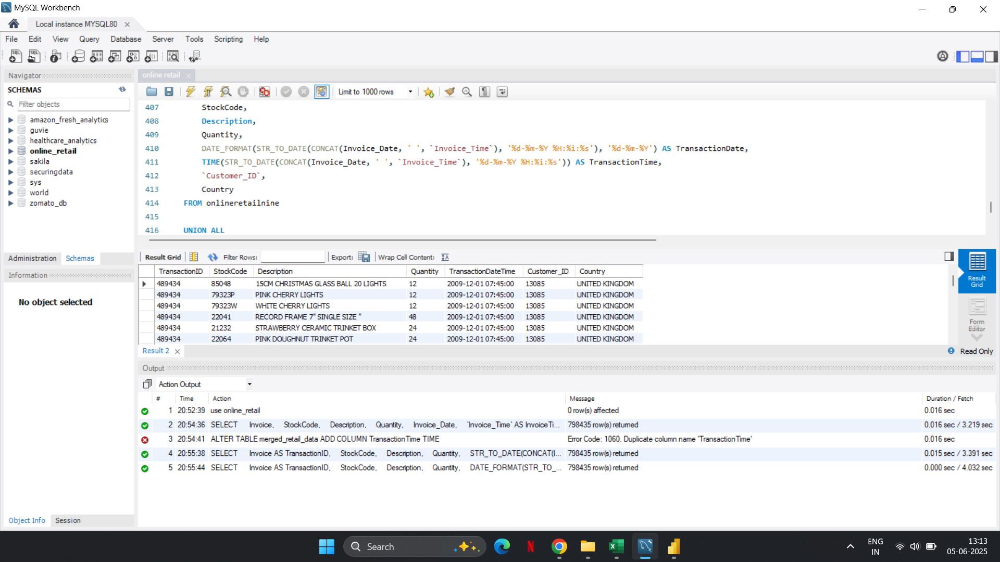 MySQL Workbench
Local instance MYSQL80
File Edit View Query Database Server Tools Scripting Help
Navigator
SCHEMAS
Filter objects
amazon_fresh_analytics
guvie
healthcare_analytics
online_retail
sakila
securingdata
sys
world
zomato_db
Administration Schemas
Information
No object selected
Object Info Session
online retail
Limit to 1000 rows
407 StockCode,
408 Description,
409 Quantity,
410 DATE_FORMAT(STR_TO_DATE(CONCAT(Invoice_Date, ' ', `Invoice_Time`), '%d-%m-%Y %H:%i:%s'), '%d-%m-%Y') AS TransactionDate,
411 TIME(STR_TO_DATE(CONCAT(Invoice_Date, ' ', `Invoice_Time`), '%d-%m-%Y %H:%i:%s')) AS TransactionTime,
412 `Customer_ID`,
413 Country
414 FROM onlineretailnine
415
416 UNION ALL
Result Grid Filter Rows: Export: Wrap Cell Content:
TransactionID StockCode Description Quantity TransactionDateTime Customer_ID Country
489434 85048 15CM CHRISTMAS GLASS BALL 20 LIGHTS 12 2009-12-01 07:45:00 13085 UNITED KINGDOM
489434 79323P PINK CHERRY LIGHTS 12 2009-12-01 07:45:00 13085 UNITED KINGDOM
489434 79323W WHITE CHERRY LIGHTS 12 2009-12-01 07:45:00 13085 UNITED KINGDOM
489434 22041 RECORD FRAME 7" SINGLE SIZE " 48 2009-12-01 07:45:00 13085 UNITED KINGDOM
489434 21232 STRAWBERRY CERAMIC TRINKET BOX 24 2009-12-01 07:45:00 13085 UNITED KINGDOM
489434 22064 PINK DOUGHNUT TRINKET POT 24 2009-12-01 07:45:00 13085 UNITED KINGDOM
Result
Grid
Form
Editor
Result 2
Read Only
Output
Action Output
# Time Action Message Duration / Fetch
1 20:52:39 use online_retail 0 row(s) affected 0.016 sec
2 20:54:36 SELECT Invoice, StockCode, Description, Quantity, Invoice_Date, `Invoice_Time` AS InvoiceTi... 798435 row(s) returned 0.016 sec / 3.219 sec
3 20:54:41 ALTER TABLE merged_retail_data ADD COLUMN TransactionTime TIME Error Code: 1060. Duplicate column name 'TransactionTime' 0.016 sec
4 20:55:38 SELECT Invoice AS TransactionID, StockCode, Description, Quantity, STR_TO_DATE(CONCAT(I... 798435 row(s) returned 0.015 sec / 3.391 sec
5 20:55:44 SELECT Invoice AS TransactionID, StockCode, Description, Quantity, DATE_FORMAT(STR_TO_... 798435 row(s) returned 0.000 sec / 4.032 sec
Search
ENG
IN
13:13
05-06-2025